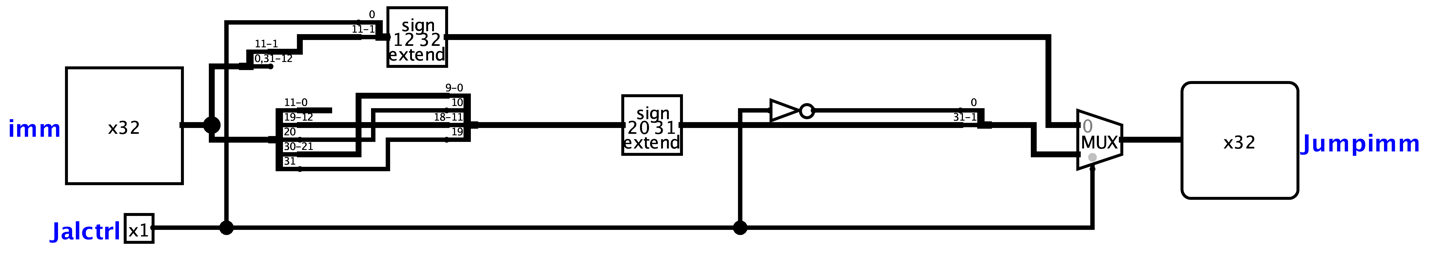 0
11-1
sign
12 32
extend
11-1
0,31-12
imm
x32
11-0
19-12
20
30-21
31
9-0
10
18-11
19
sign
20 31
extend
0
31-1
0
MUX
x32
Jumpimm
Jalctrl
x1